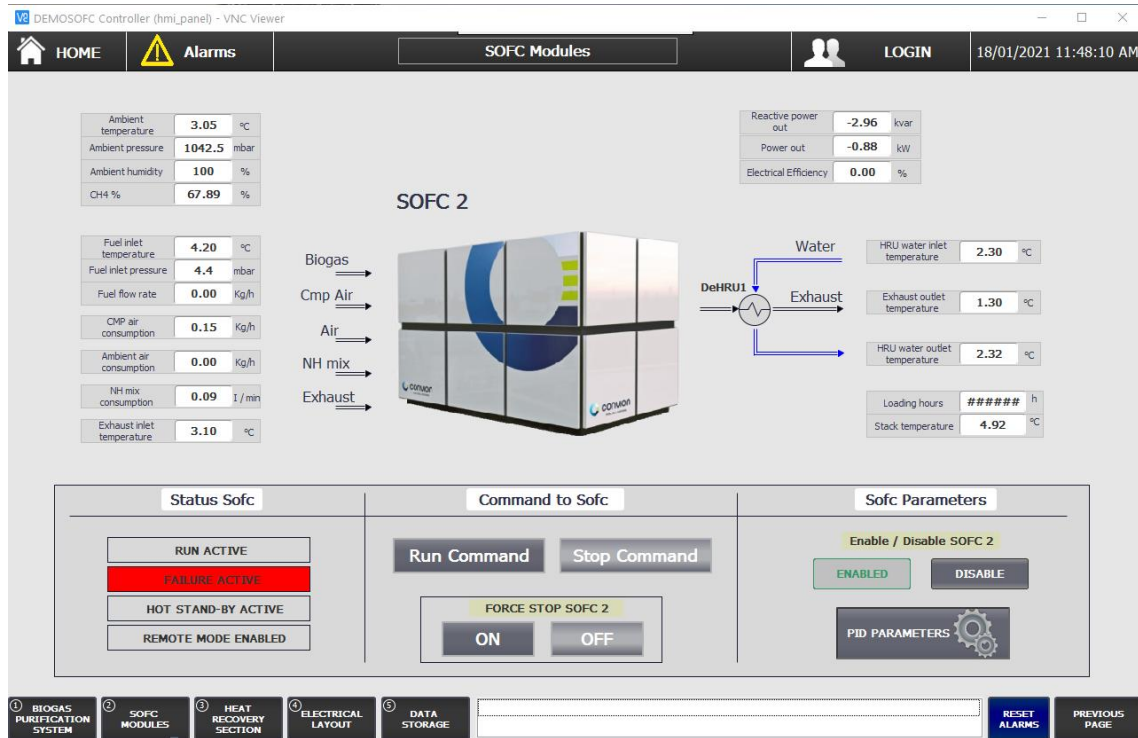 DEMOSOFC Controller (hmi_panel) - VNC Viewer
HOME
Alarms
SOFC Modules
LOGIN
18/01/2021 11:48:10 AM
Ambient
temperature
3.05 °C
Ambient pressure 1042.5 mbar
Ambient humidity 100 %
CH4 % 67.89 %
Reactive power
out
-2.96 kvar
Power out -0.88 kW
Electrical Efficiency 0.00 %
SOFC 2
Fuel inlet
temperature
4.20 °C
Fuel inlet pressure 4.4 mbar
Fuel flow rate 0.00 Kg/h
CMP air
consumption
0.15 Kg/h
Ambient air
consumption
0.00 Kg/h
NH mix
consumption
0.09 I / min
Exhaust inlet
temperature
3.10 °C
Biogas
Cmp Air
Air
NH mix
Exhaust
convion
convion
DeHRU1
Water
Exhaust
HRU water inlet
temperature
2.30 °C
Exhaust outlet
temperature
1.30 °C
HRU water outlet
temperature
2.32 °C
Loading hours ###### h
Stack temperature 4.92 °C
Status Sofc
RUN ACTIVE
FAILURE ACTIVE
HOT STAND-BY ACTIVE
REMOTE MODE ENABLED
Command to Sofc
Run Command
Stop Command
FORCE STOP SOFC 2
ON
OFF
Sofc Parameters
Enable / Disable SOFC 2
ENABLED
DISABLE
PID PARAMETERS
1 BIOGAS
PURIFICATION
SYSTEM
2 SOFC
MODULES
3 HEAT
RECOVERY
SECTION
4 ELECTRICAL
LAYOUT
5 DATA
STORAGE
RESET
ALARMS
PREVIOUS
PAGE